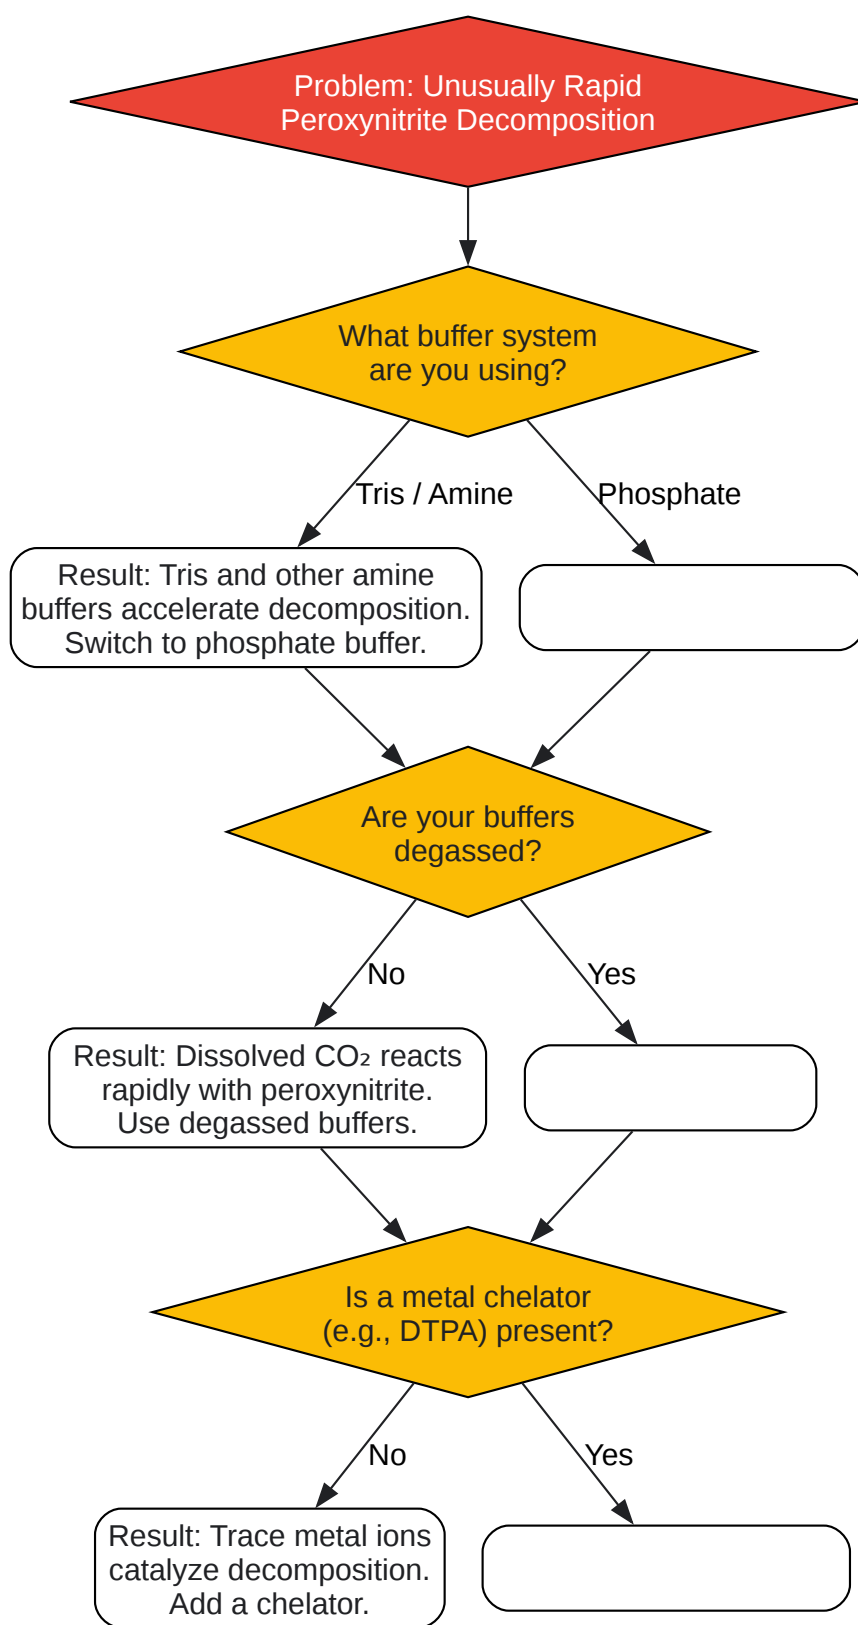 Problem: Unusually Rapid
Peroxynitrite Decomposition
What buffer system
are you using?
Tris / Amine
Phosphate
Result: Tris and other amine
buffers accelerate decomposition.
Switch to phosphate buffer.
Are your buffers
degassed?
No
Yes
Result: Dissolved CO₂ reacts
rapidly with peroxynitrite.
Use degassed buffers.
Is a metal chelator
(e.g., DTPA) present?
No
Yes
Result: Trace metal ions
catalyze decomposition.
Add a chelator.